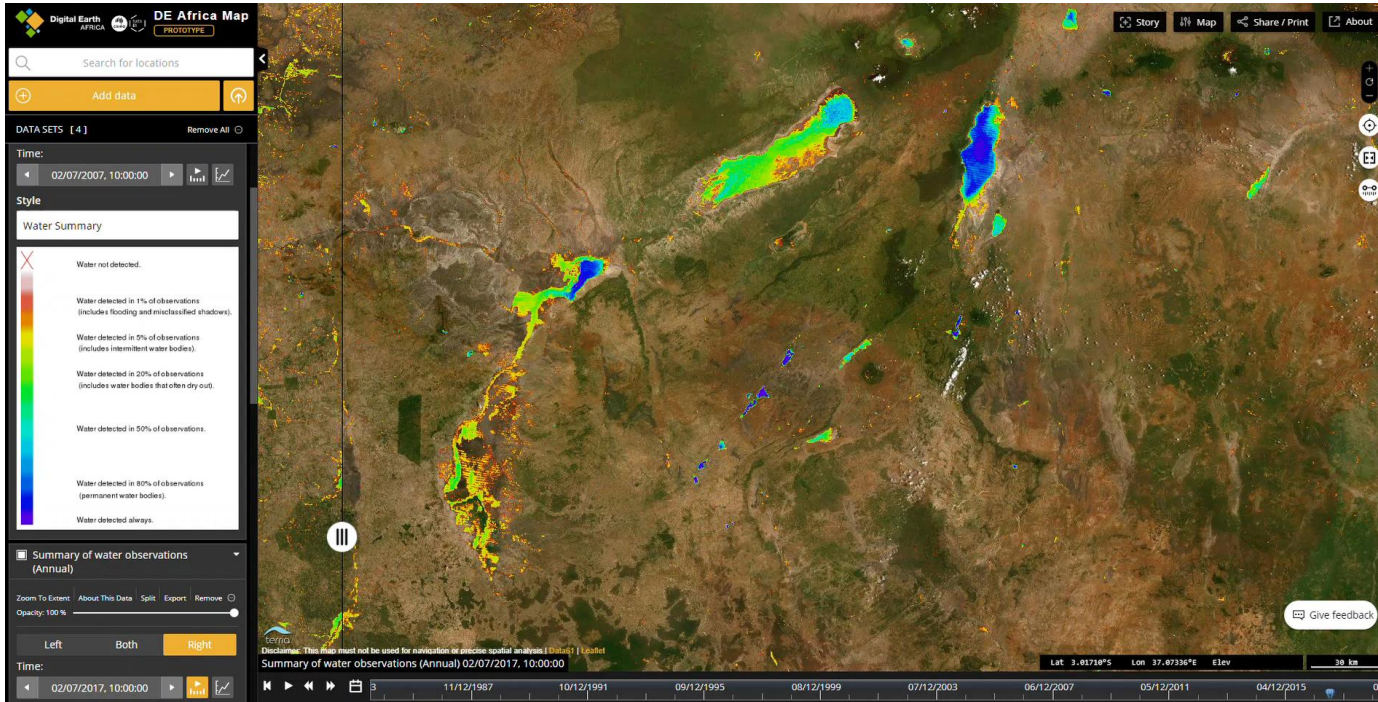 Digital Earth
AFRICA
DE Africa Map
PROTOTYPE
Search for locations
Add data
DATA SETS [4]
Remove All
Time:
02/07/2007, 10:00:00
Style
Water Summary
Water not detected.
Water detected in 1% of observations
(includes flooding and misclassified shadows).
Water detected in 5% of observations
(includes intermittent water bodies).
Water detected in 20% of observations
(includes water bodies that often dry out).
Water detected in 50% of observations.
Water detected in 80% of observations
(permanent water bodies).
Water detected always.
Summary of water observations
(Annual)
Zoom To Extent About This Data Split Export Remove
Opacity: 100 %
Left Both Right
Time:
02/07/2017, 10:00:00
Story Map Share / Print About
Give feedback
terria
Disclaimer: This map must not be used for navigation or precise spatial analysis | Data61 | Leaflet
Summary of water observations (Annual) 02/07/2017, 10:00:00
Lat 3.01710°S Lon 37.07336°E Elev
30 km
3 11/12/1987 10/12/1991 09/12/1995 08/12/1999 07/12/2003 06/12/2007 05/12/2011 04/12/2015 0